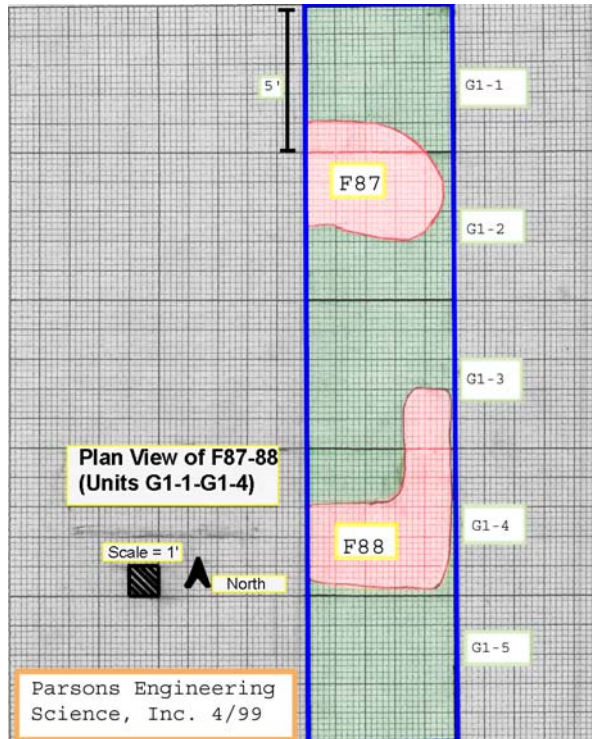 5'
G1-1
F87
G1-2
G1-3
Plan View of F87-88
(Units G1-1-G1-4)
G1-4
F88
Scale = 1'
North
G1-5
Parsons Engineering
Science, Inc. 4/99